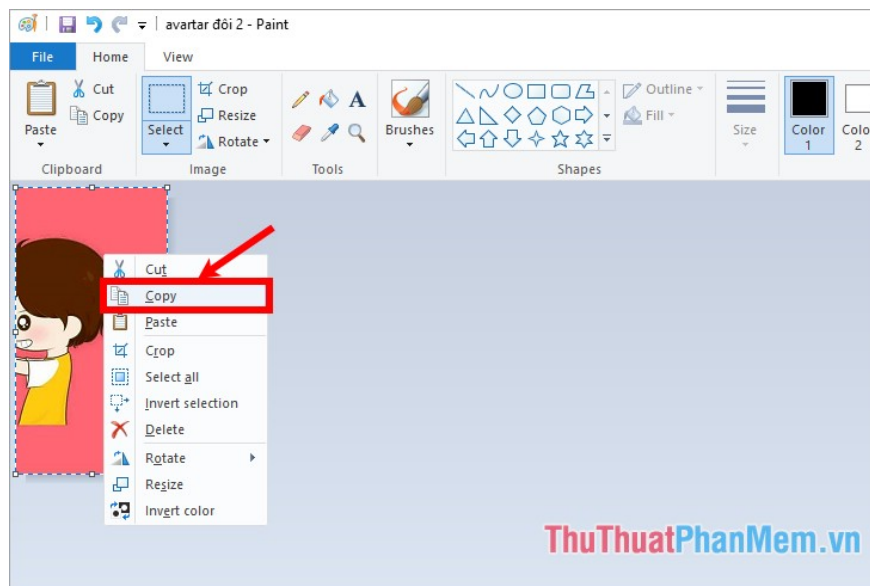 avartar đôi 2 - Paint
File Home View
Cut
Copy
Paste
Clipboard
Select
Crop
Resize
Rotate
Image
A
Tools
Brushes
Outline
Fill
Shapes
Size
Color
1
Colo
2
Cut
Copy
Paste
Crop
Select all
Invert selection
Delete
Rotate
Resize
Invert color
ThuThuatPhanMem.vn